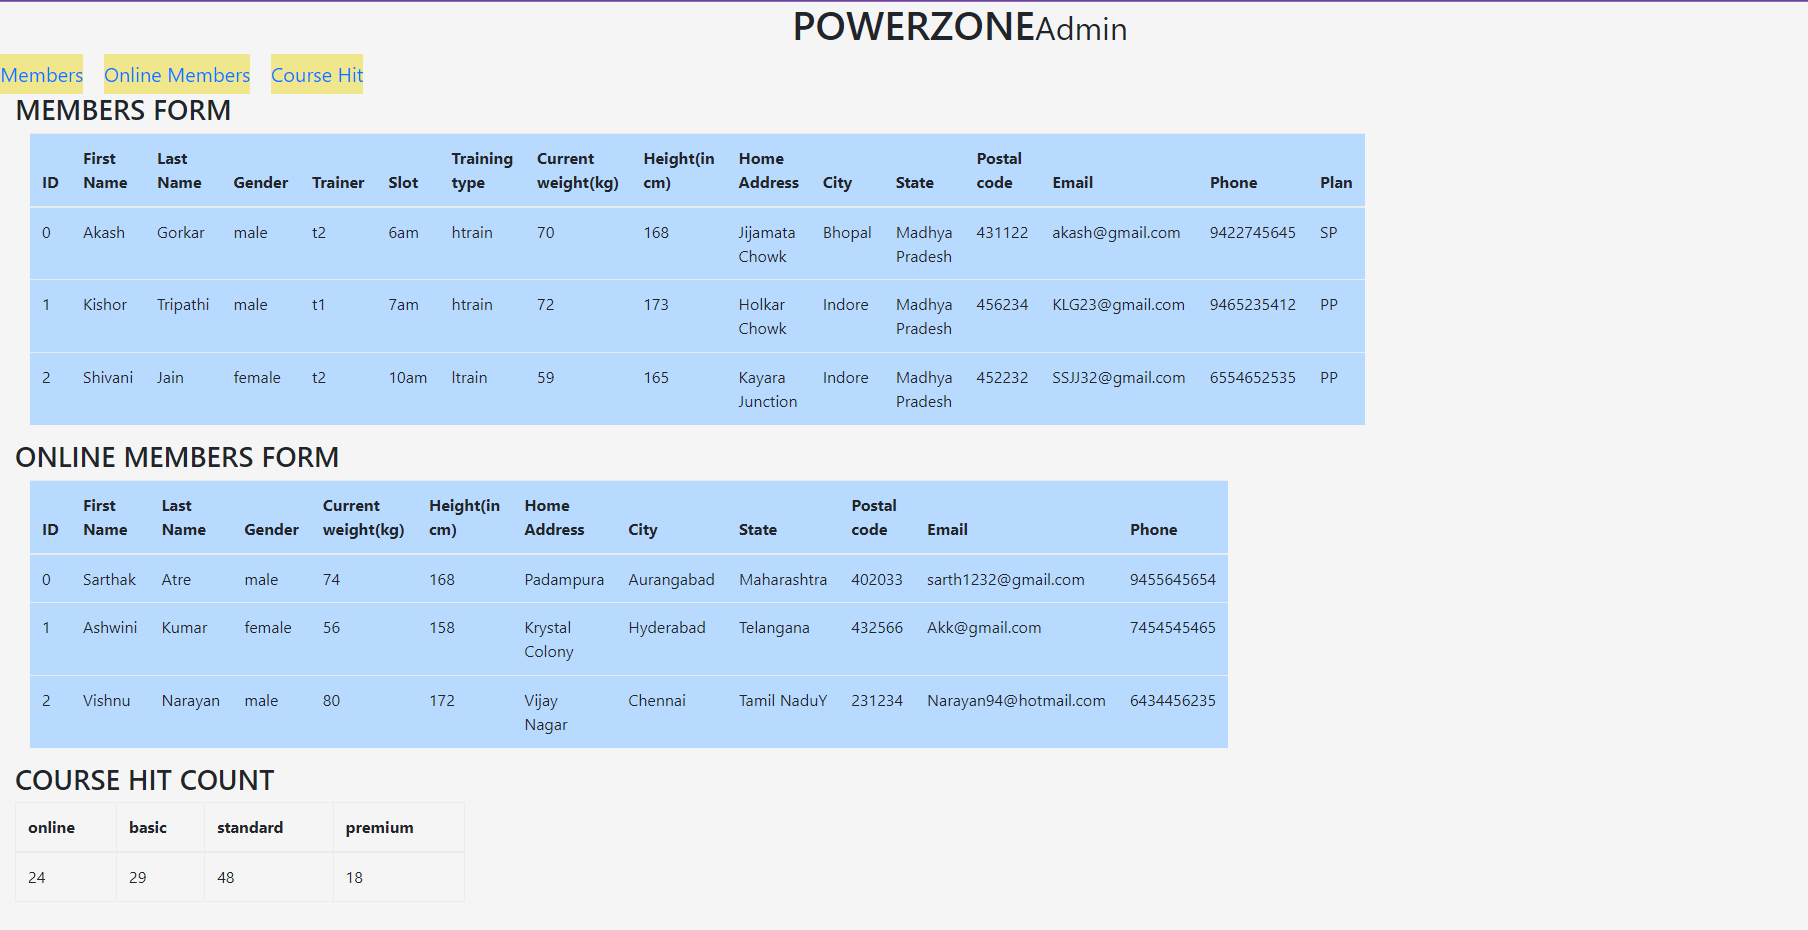 POWERZONEAdmin
Members Online Members Course Hit
MEMBERS FORM
ID First Name Last Name Gender Trainer Slot Training type Current weight(kg) Height(in cm) Home Address City State Postal code Email Phone Plan
0 Akash Gorkar male t2 6am htrain 70 168 Jijamata Chowk Bhopal Madhya Pradesh 431122 akash@gmail.com 9422745645 SP
1 Kishor Tripathi male t1 7am htrain 72 173 Holkar Chowk Indore Madhya Pradesh 456234 KLG23@gmail.com 9465235412 PP
2 Shivani Jain female t2 10am ltrain 59 165 Kayara Junction Indore Madhya Pradesh 452232 SSJJ32@gmail.com 6554652535 PP
ONLINE MEMBERS FORM
ID First Name Last Name Gender Current weight(kg) Height(in cm) Home Address City State Postal code Email Phone
0 Sarthak Atre male 74 168 Padampura Aurangabad Maharashtra 402033 sarth1232@gmail.com 9455645654
1 Ashwini Kumar female 56 158 Krystal Colony Hyderabad Telangana 432566 Akk@gmail.com 7454545465
2 Vishnu Narayan male 80 172 Vijay Nagar Chennai Tamil NaduY 231234 Narayan94@hotmail.com 6434456235
COURSE HIT COUNT
online basic standard premium
24 29 48 18